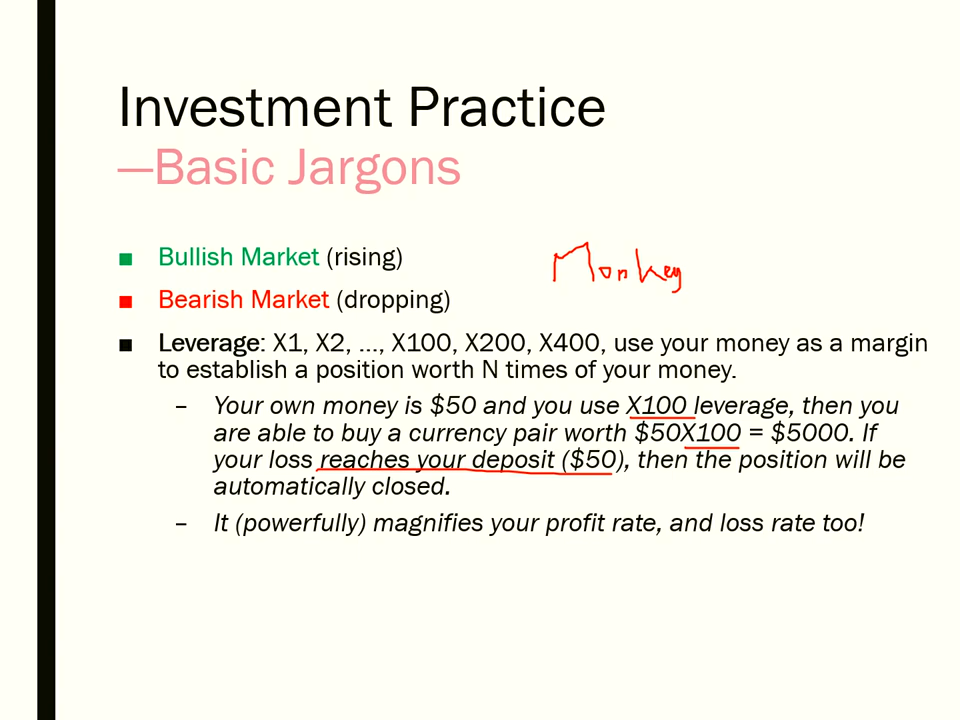 Investment Practice
—Basic Jargons
■ Bullish Market (rising)
Monkey
■ Bearish Market (dropping)
■ Leverage: X1, X2, ..., X100, X200, X400, use your money as a margin
to establish a position worth N times of your money.
– Your own money is $50 and you use X100 leverage, then you
are able to buy a currency pair worth $50X100 = $5000. If
your loss reaches your deposit ($50), then the position will be
automatically closed.
– It (powerfully) magnifies your profit rate, and loss rate too!